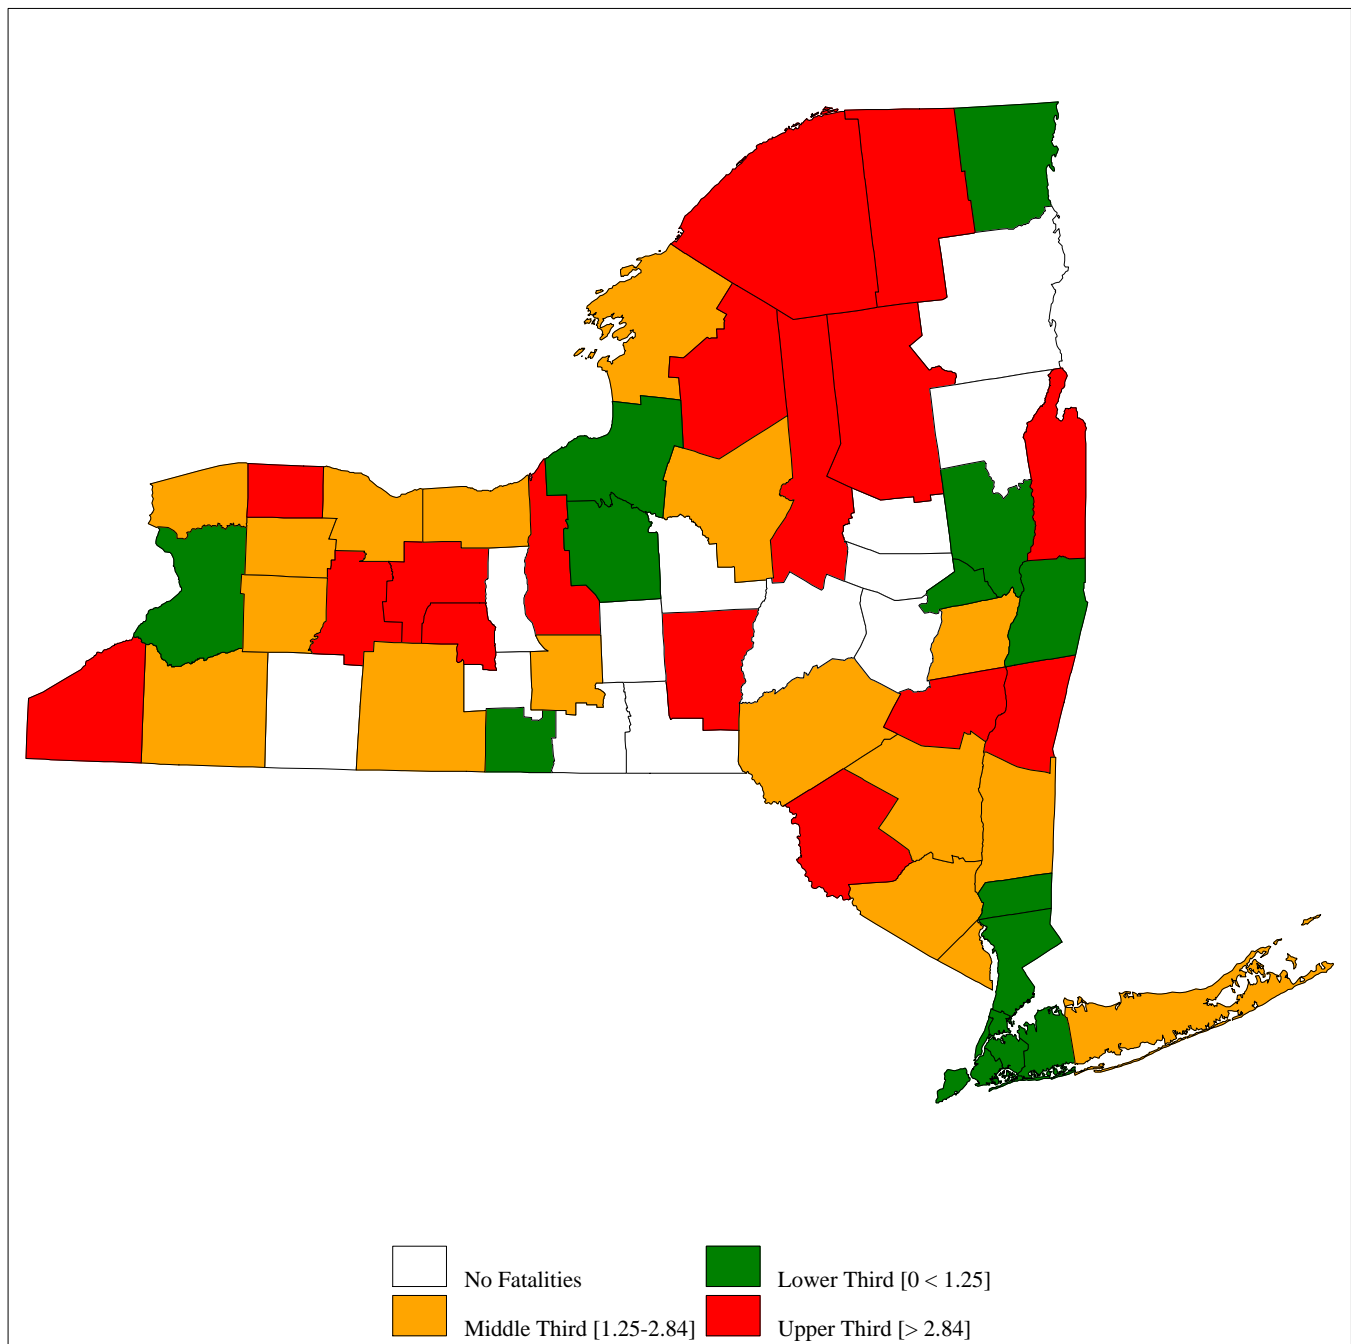 No Fatalities
Lower Third [0 < 1.25]
Middle Third [1.25-2.84]
Upper Third [> 2.84]